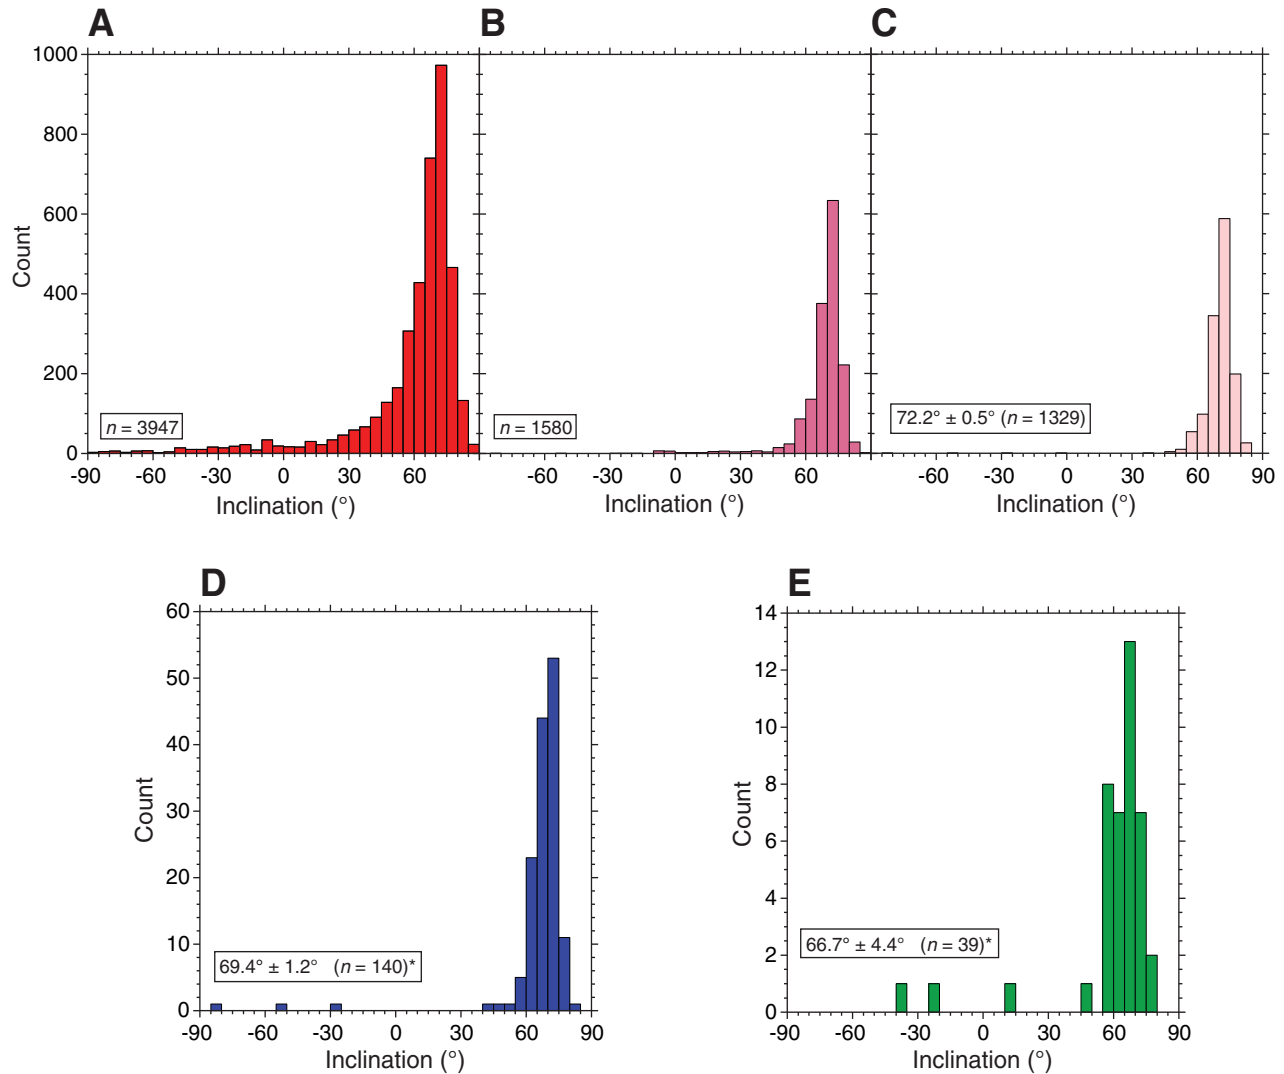 A B C
1000
800
600
400
200
0
Count
n = 3947
n = 1580
72.2° ± 0.5° (n = 1329)
-90 -60 -30 0 30 60 -60 -30 0 30 60 -60 -30 0 30 60 90
Inclination (°) Inclination (°) Inclination (°)
D
60
50
40
30
20
10
0
Count
69.4° ± 1.2° (n = 140)*
-90 -60 -30 0 30 60 90
Inclination (°)
E
14
12
10
8
6
4
2
0
Count
66.7° ± 4.4° (n = 39)*
-90 -60 -30 0 30 60 90
Inclination (°)